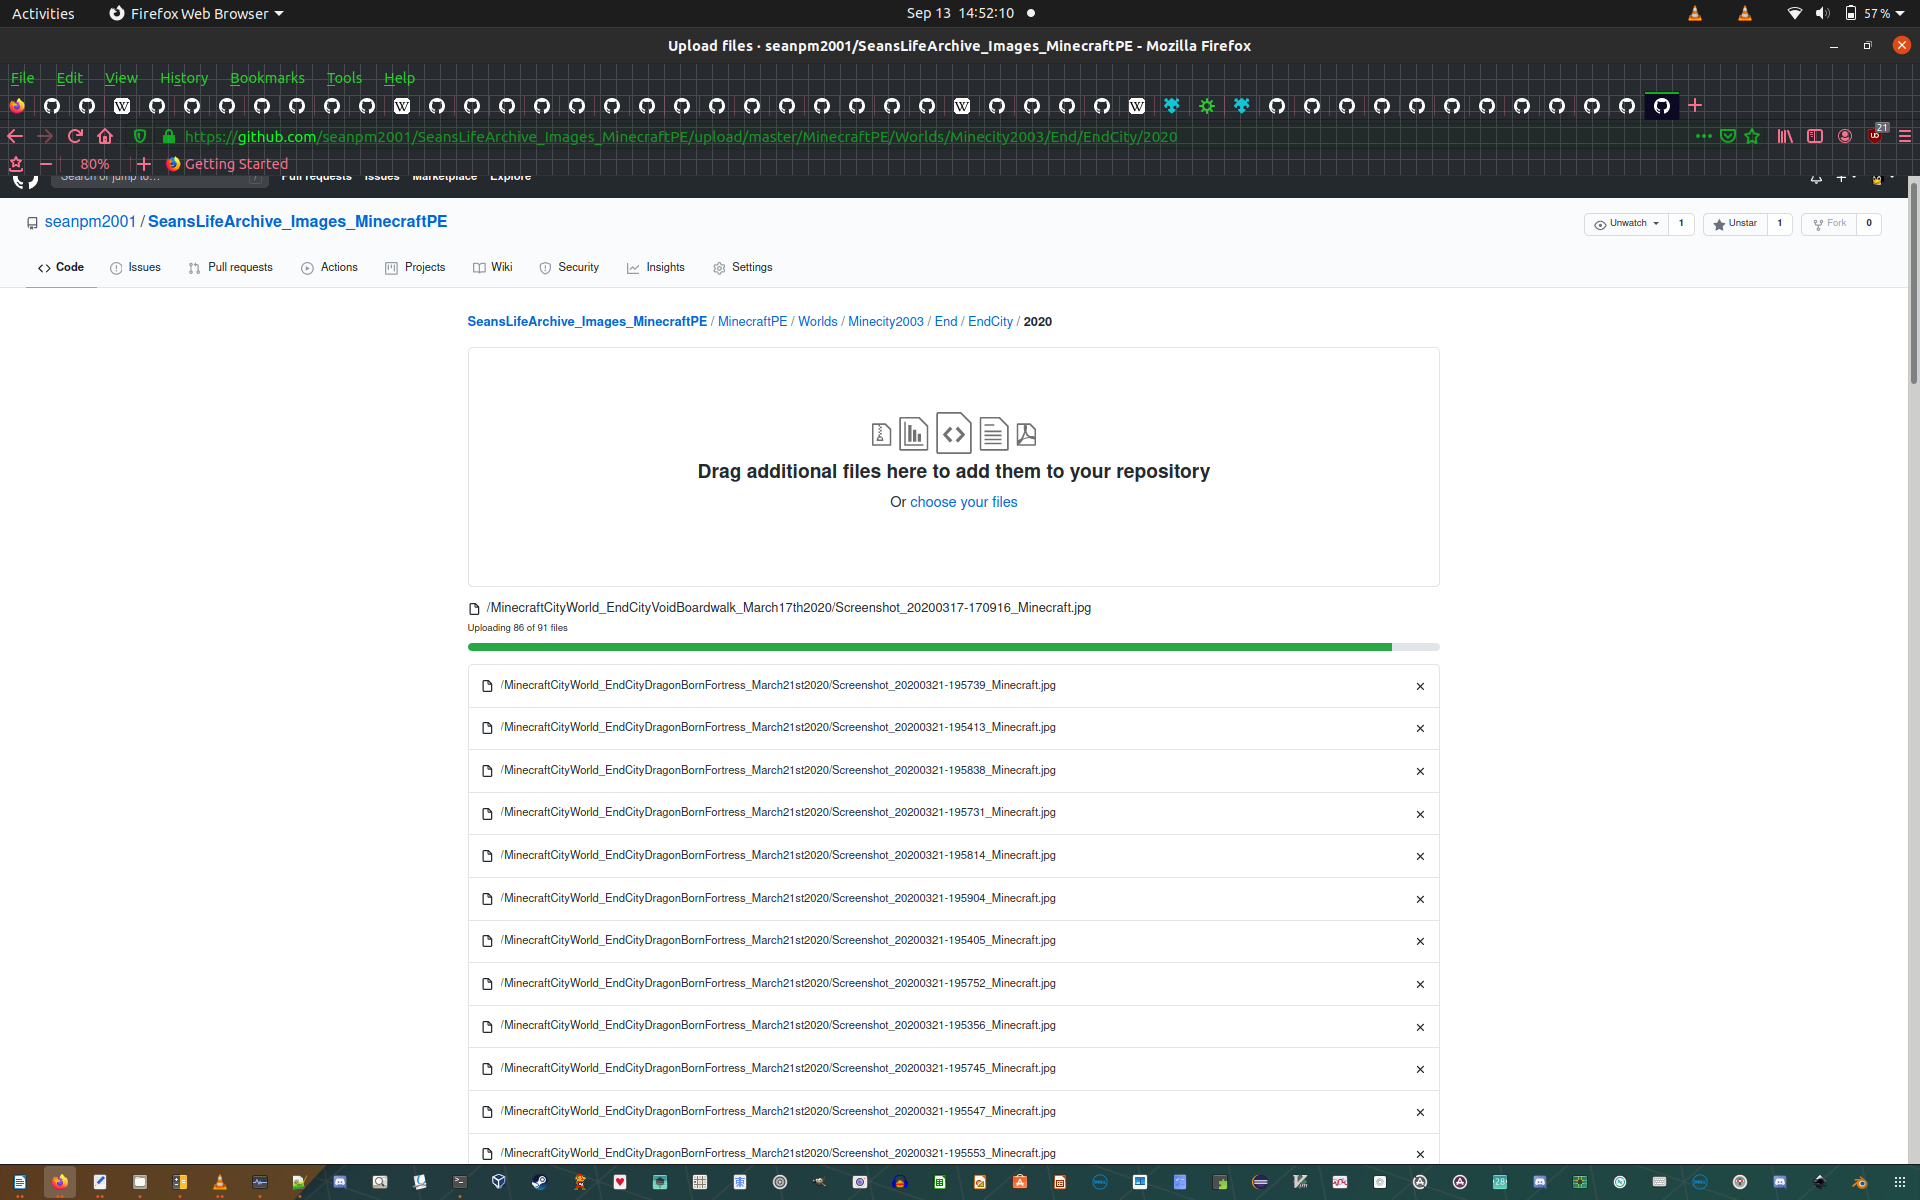 Activities Firefox Web Browser Sep 13 14:52:10 57 %
Upload files · seanpm2001/SeansLifeArchive_Images_MinecraftPE - Mozilla Firefox
File Edit View History Bookmarks Tools Help
https://github.com/seanpm2001/SeansLifeArchive_Images_MinecraftPE/upload/master/MinecraftPE/Worlds/Minecity2003/End/EndCity/2020 21
80% Getting Started
Search or jump to... / Pull requests Issues Marketplace Explore
seanpm2001 / SeansLifeArchive_Images_MinecraftPE Unwatch 1 Unstar 1 Fork 0
Code Issues Pull requests Actions Projects Wiki Security Insights Settings
SeansLifeArchive_Images_MinecraftPE / MinecraftPE / Worlds / Minecity2003 / End / EndCity / 2020
Drag additional files here to add them to your repository
Or choose your files
/MinecraftCityWorld_EndCityVoidBoardwalk_March17th2020/Screenshot_20200317-170916_Minecraft.jpg
Uploading 86 of 91 files
/MinecraftCityWorld_EndCityDragonBornFortress_March21st2020/Screenshot_20200321-195739_Minecraft.jpg
/MinecraftCityWorld_EndCityDragonBornFortress_March21st2020/Screenshot_20200321-195413_Minecraft.jpg
/MinecraftCityWorld_EndCityDragonBornFortress_March21st2020/Screenshot_20200321-195838_Minecraft.jpg
/MinecraftCityWorld_EndCityDragonBornFortress_March21st2020/Screenshot_20200321-195731_Minecraft.jpg
/MinecraftCityWorld_EndCityDragonBornFortress_March21st2020/Screenshot_20200321-195814_Minecraft.jpg
/MinecraftCityWorld_EndCityDragonBornFortress_March21st2020/Screenshot_20200321-195904_Minecraft.jpg
/MinecraftCityWorld_EndCityDragonBornFortress_March21st2020/Screenshot_20200321-195405_Minecraft.jpg
/MinecraftCityWorld_EndCityDragonBornFortress_March21st2020/Screenshot_20200321-195752_Minecraft.jpg
/MinecraftCityWorld_EndCityDragonBornFortress_March21st2020/Screenshot_20200321-195356_Minecraft.jpg
/MinecraftCityWorld_EndCityDragonBornFortress_March21st2020/Screenshot_20200321-195745_Minecraft.jpg
/MinecraftCityWorld_EndCityDragonBornFortress_March21st2020/Screenshot_20200321-195547_Minecraft.jpg
/MinecraftCityWorld_EndCityDragonBornFortress_March21st2020/Screenshot_20200321-195553_Minecraft.jpg